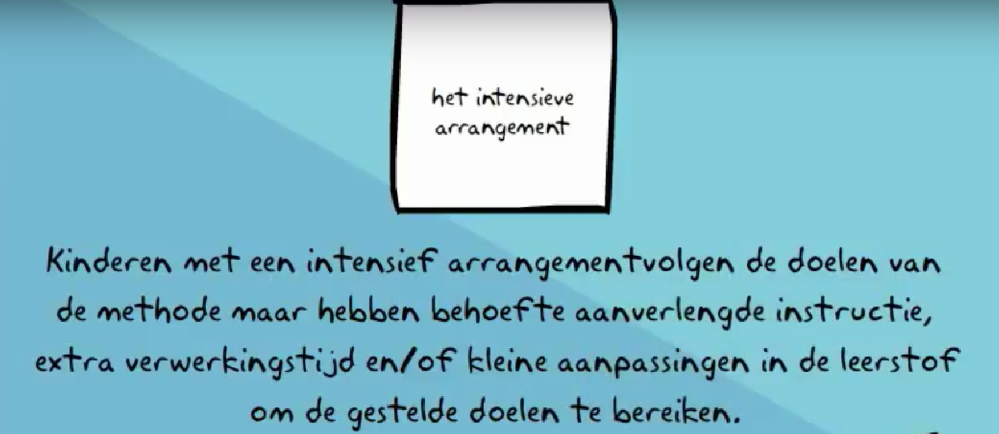 het intensieve
arrangement
Kinderen met een intensief arrangementvolgen de doelen van
de methode maar hebben behoefte aanverlengde instructie,
extra verwerkingstijd en/of kleine aanpassingen in de leerstof
om de gestelde doelen te bereiken.